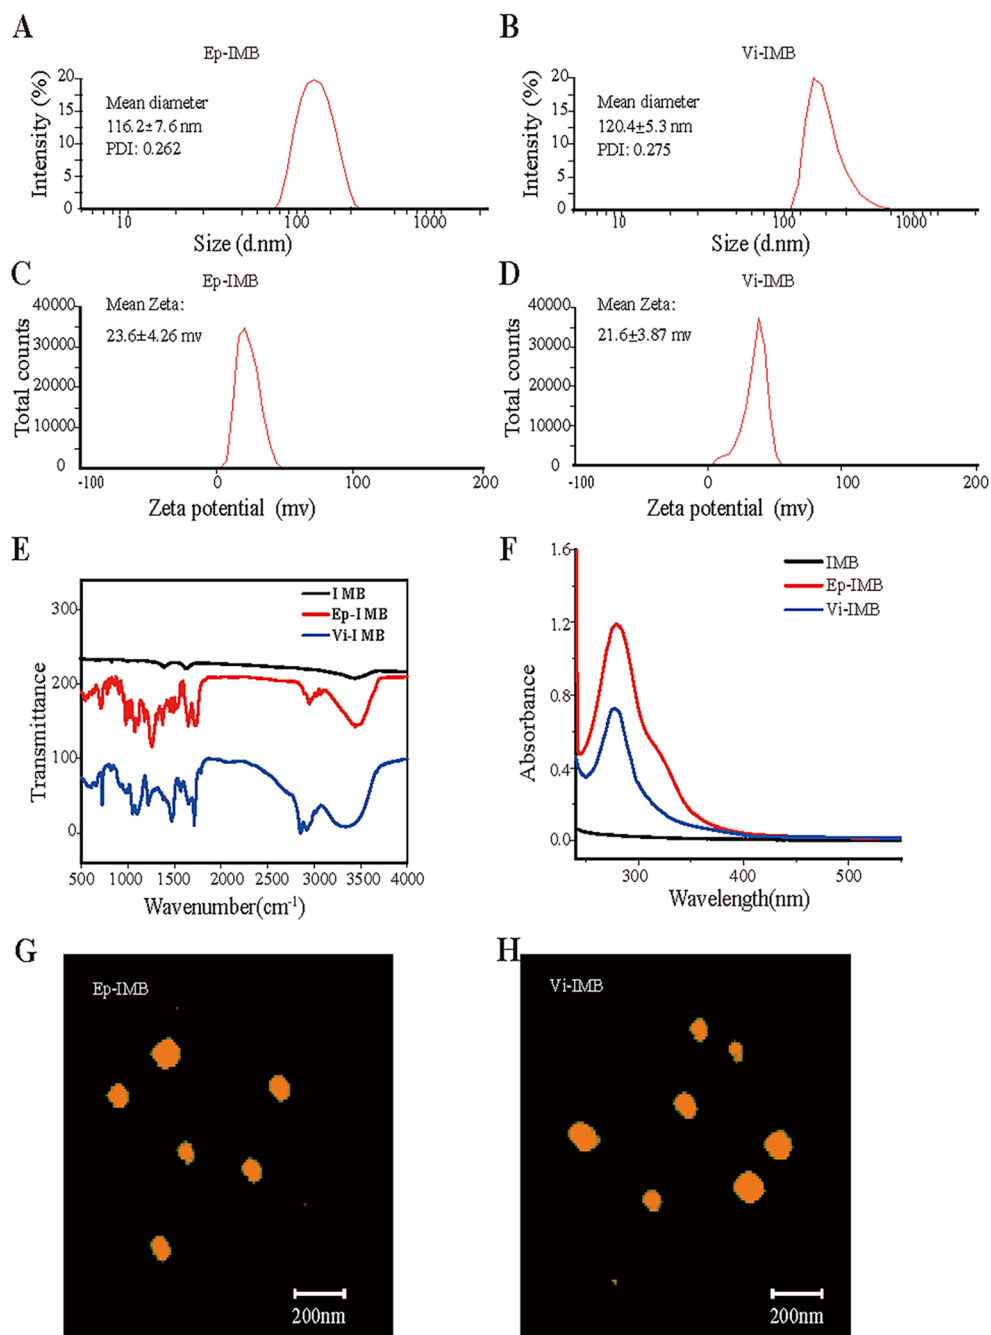 A
Ep-IMB
Intensity (%)
20
15
10
5
0
Mean diameter
116.2±7.6 nm
PDI: 0.262
10
100
1000
Size (d.nm)
B
Vi-IMB
Intensity (%)
20
15
10
5
0
Mean diameter
120.4±5.3 nm
PDI: 0.275
10
100
1000
Size (d.nm)
C
Ep-IMB
Total counts
40000
30000
20000
10000
0
Mean Zeta:
23.6±4.26 mv
-100
0
100
200
Zeta potential (mv)
D
Vi-IMB
Total counts
40000
30000
20000
10000
0
Mean Zeta:
21.6±3.87 mv
-100
0
100
200
Zeta potential (mv)
E
Transmittance
300
200
100
0
I MB
Ep-I MB
Vi-I MB
500 1000 1500 2000 2500 3000 3500 4000
Wavenumber(cm-1)
F
Absorbance
1.6
1.2
0.8
0.4
0.0
IMB
Ep-IMB
Vi-IMB
300 400 500
Wavelength(nm)
G
Ep-IMB
200nm
H
Vi-IMB
200nm